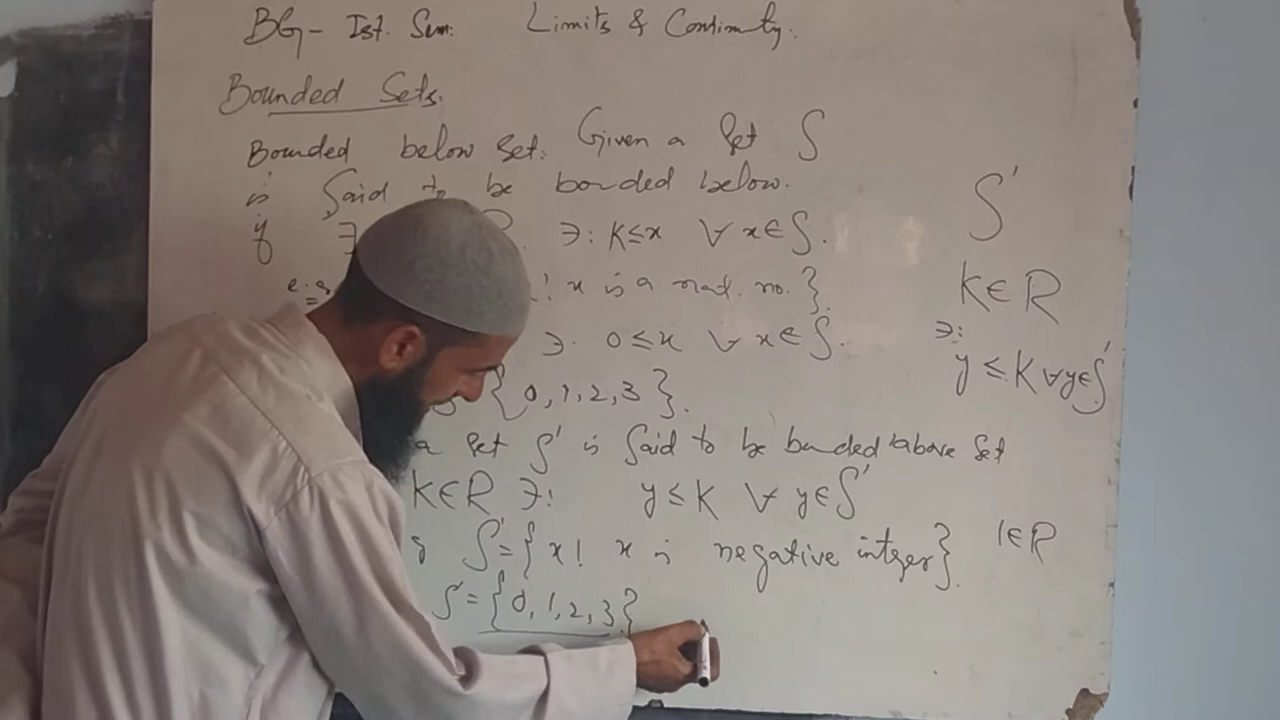 BG - Ist. Sem. Limits & Continuty.
Bounded Sets.
Bounded below set. Given a set S
is said to be bounded below.
if ∃ ∋: K≤x ∀ x∈S.
e.g. ! x is a nat. no. }.
∋. 0≤x ∀ x∈S.
{0,1,2,3}.
a set S' is said to be bounded above set
K∈R ∋: y≤K ∀ y∈S'
S'={x! x is negative integer}. 1∈R
S'={0,1,2,3}
S'
K∈R
∋:
y≤K ∀y∈S'